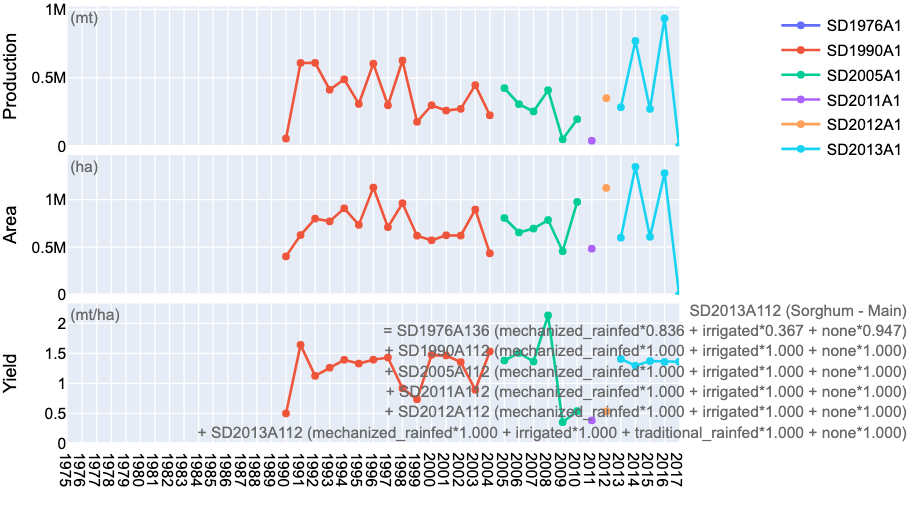 1M
(mt)
Production
0.5M
0
SD1976A1
SD1990A1
SD2005A1
SD2011A1
SD2012A1
SD2013A1
(ha)
1M
Area
0.5M
0
(mt/ha)
2
Yield
1.5
1
0.5
0
SD2013A112 (Sorghum - Main)
= SD1976A136 (mechanized_rainfed*0.836 + irrigated*0.367 + none*0.947)
+ SD1990A112 (mechanized_rainfed*1.000 + irrigated*1.000 + none*1.000)
+ SD2005A112 (mechanized_rainfed*1.000 + irrigated*1.000 + none*1.000)
+ SD2011A112 (mechanized_rainfed*1.000 + irrigated*1.000 + none*1.000)
+ SD2012A112 (mechanized_rainfed*1.000 + irrigated*1.000 + none*1.000)
+ SD2013A112 (mechanized_rainfed*1.000 + irrigated*1.000 + traditional_rainfed*1.000 + none*1.000)
1975 1976 1977 1978 1979 1980 1981 1982 1983 1984 1985 1986 1987 1988 1989 1990 1991 1992 1993 1994 1995 1996 1997 1998 1999 2000 2001 2002 2003 2004 2005 2006 2007 2008 2009 2010 2011 2012 2013 2014 2015 2016 2017